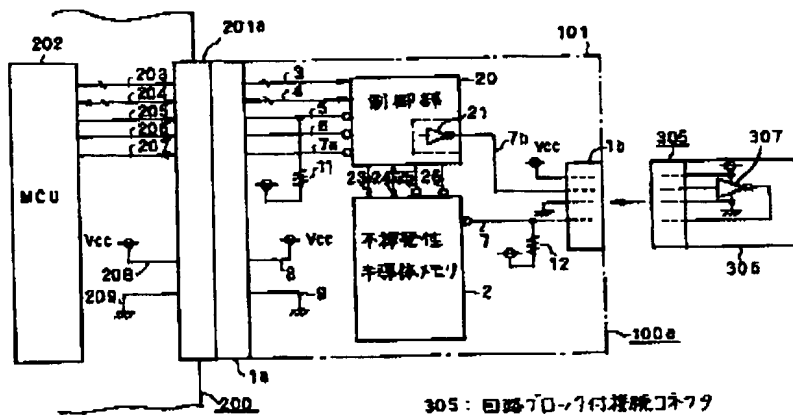 201a
101
202
203
204
205
206
207
3
4
5
6
7a
20
制御部
21
7b
Vcc
1b
305
307
MCU
11
23
24
25
26
不揮発性
半導体メモリ
7
12
2
306
Vcc
208
209
Vcc
8
9
1a
200
100a
305: 回路ブロック付接続コネクタ